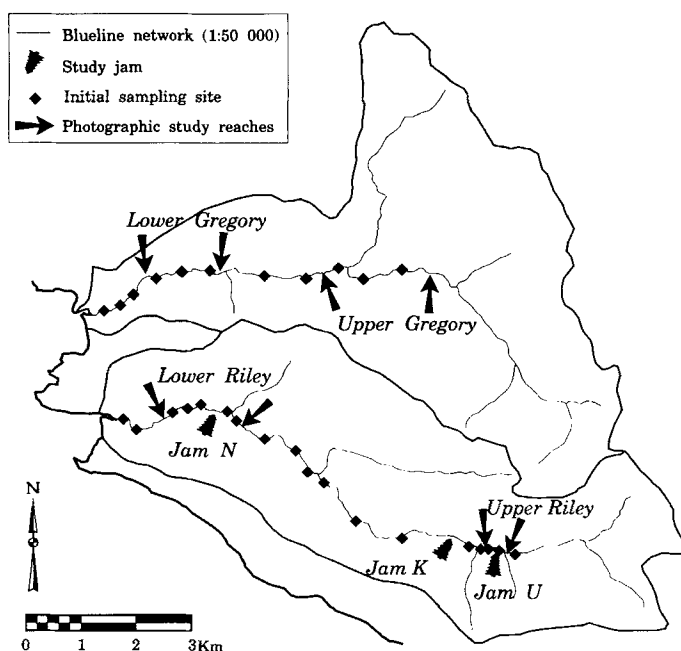 Blueline network (1:50 000)
Study jam
Initial sampling site
Photographic study reaches
Lower Gregory
Upper Gregory
Lower Riley
Jam N
Upper Riley
Jam K
Jam U
N
0 1 2 3Km